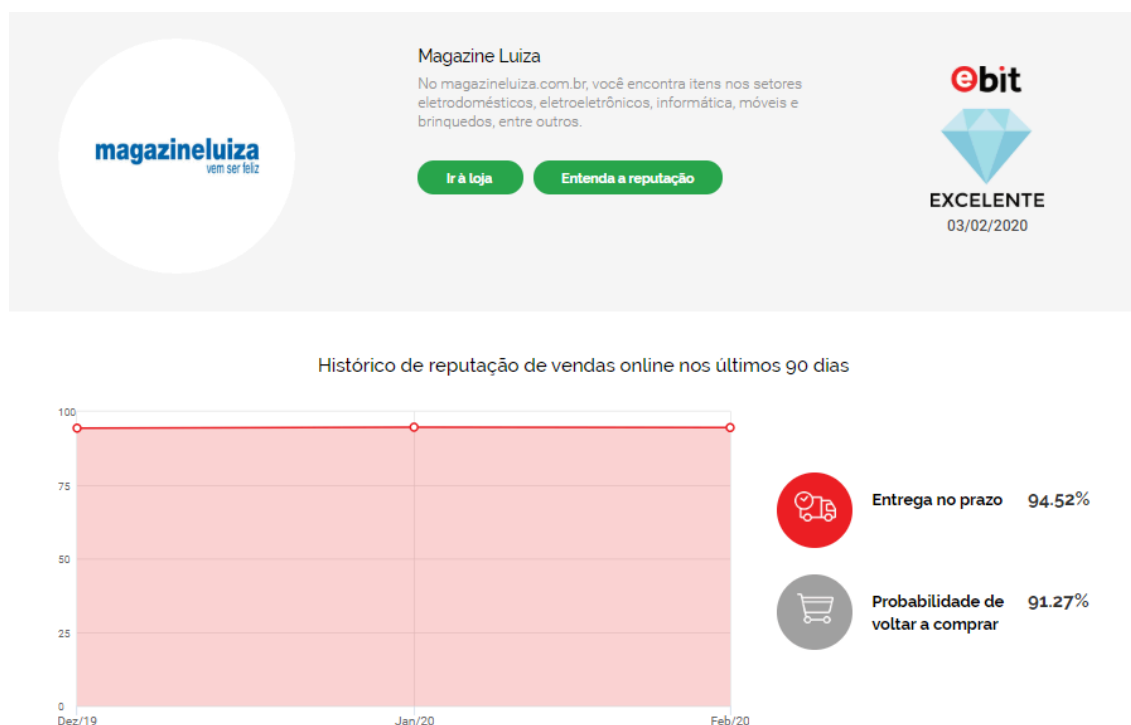 magazineluiza
vem ser feliz
Magazine Luiza
No magazineluiza.com.br, você encontra itens nos setores
eletrodomésticos, eletroeletrônicos, informática, móveis e
brinquedos, entre outros.
Ir à loja
Entenda a reputação
ebit
EXCELENTE
03/02/2020
Histórico de reputação de vendas online nos últimos 90 dias
100
75
50
25
0
Dez/19
Jan/20
Feb/20
Entrega no prazo
94.52%
Probabilidade de
voltar a comprar
91.27%